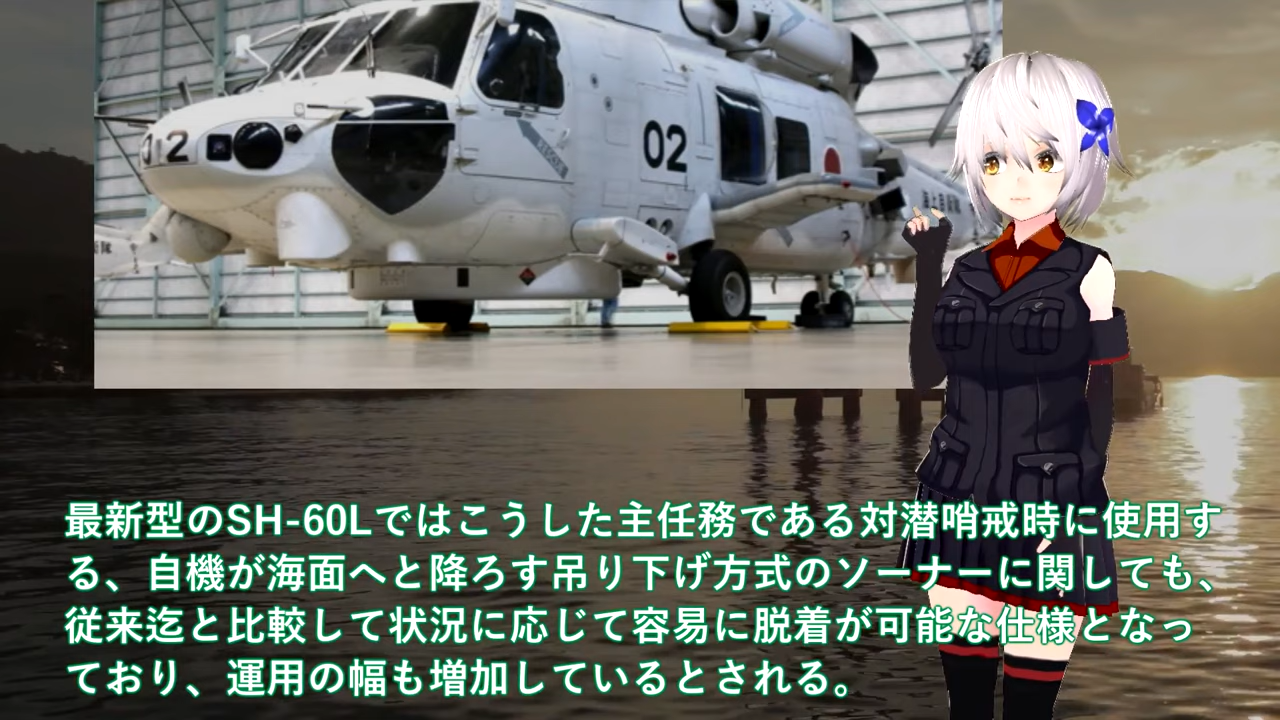 02
02
最新型のSH-60Lではこうした主任務である対潜哨戒時に使用す
る、自機が海面へと降ろす吊り下げ方式のソーナーに関しても、
従来迄と比較して状況に応じて容易に脱着が可能な仕様となっ
ており、運用の幅も増加しているとされる。